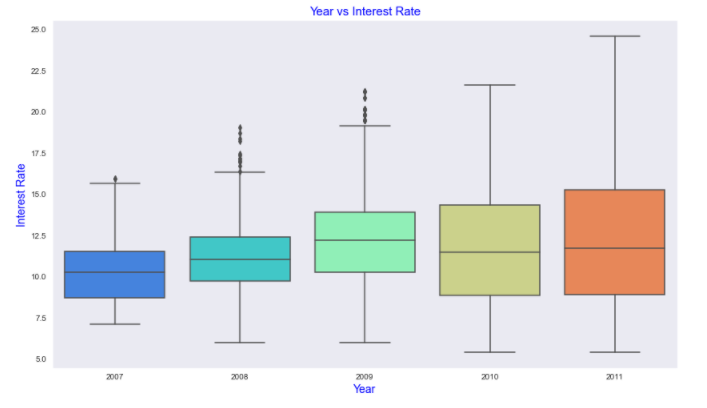 Year vs Interest Rate
25.0
22.5
20.0
17.5
15.0
12.5
10.0
7.5
5.0
Interest Rate
2007 2008 2009 2010 2011
Year